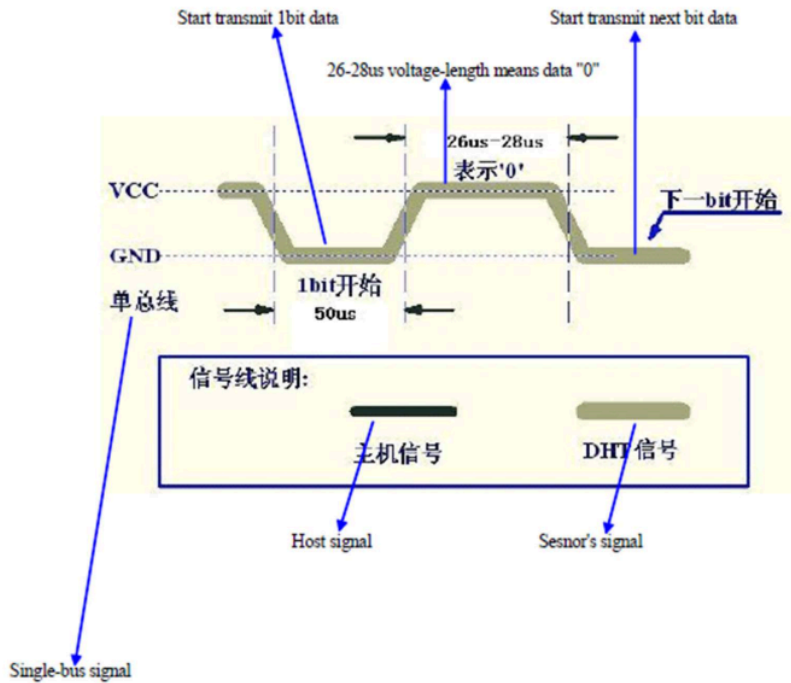 Start transmit 1bit data
Start transmit next bit data
26-28us voltage-length means data "0"
26us-28us
表示'0'
VCC
下一bit开始
GND
1bit开始
单总线
50us
信号线说明:
主机信号
DHT信号
Host signal
Sesnor's signal
Single-bus signal